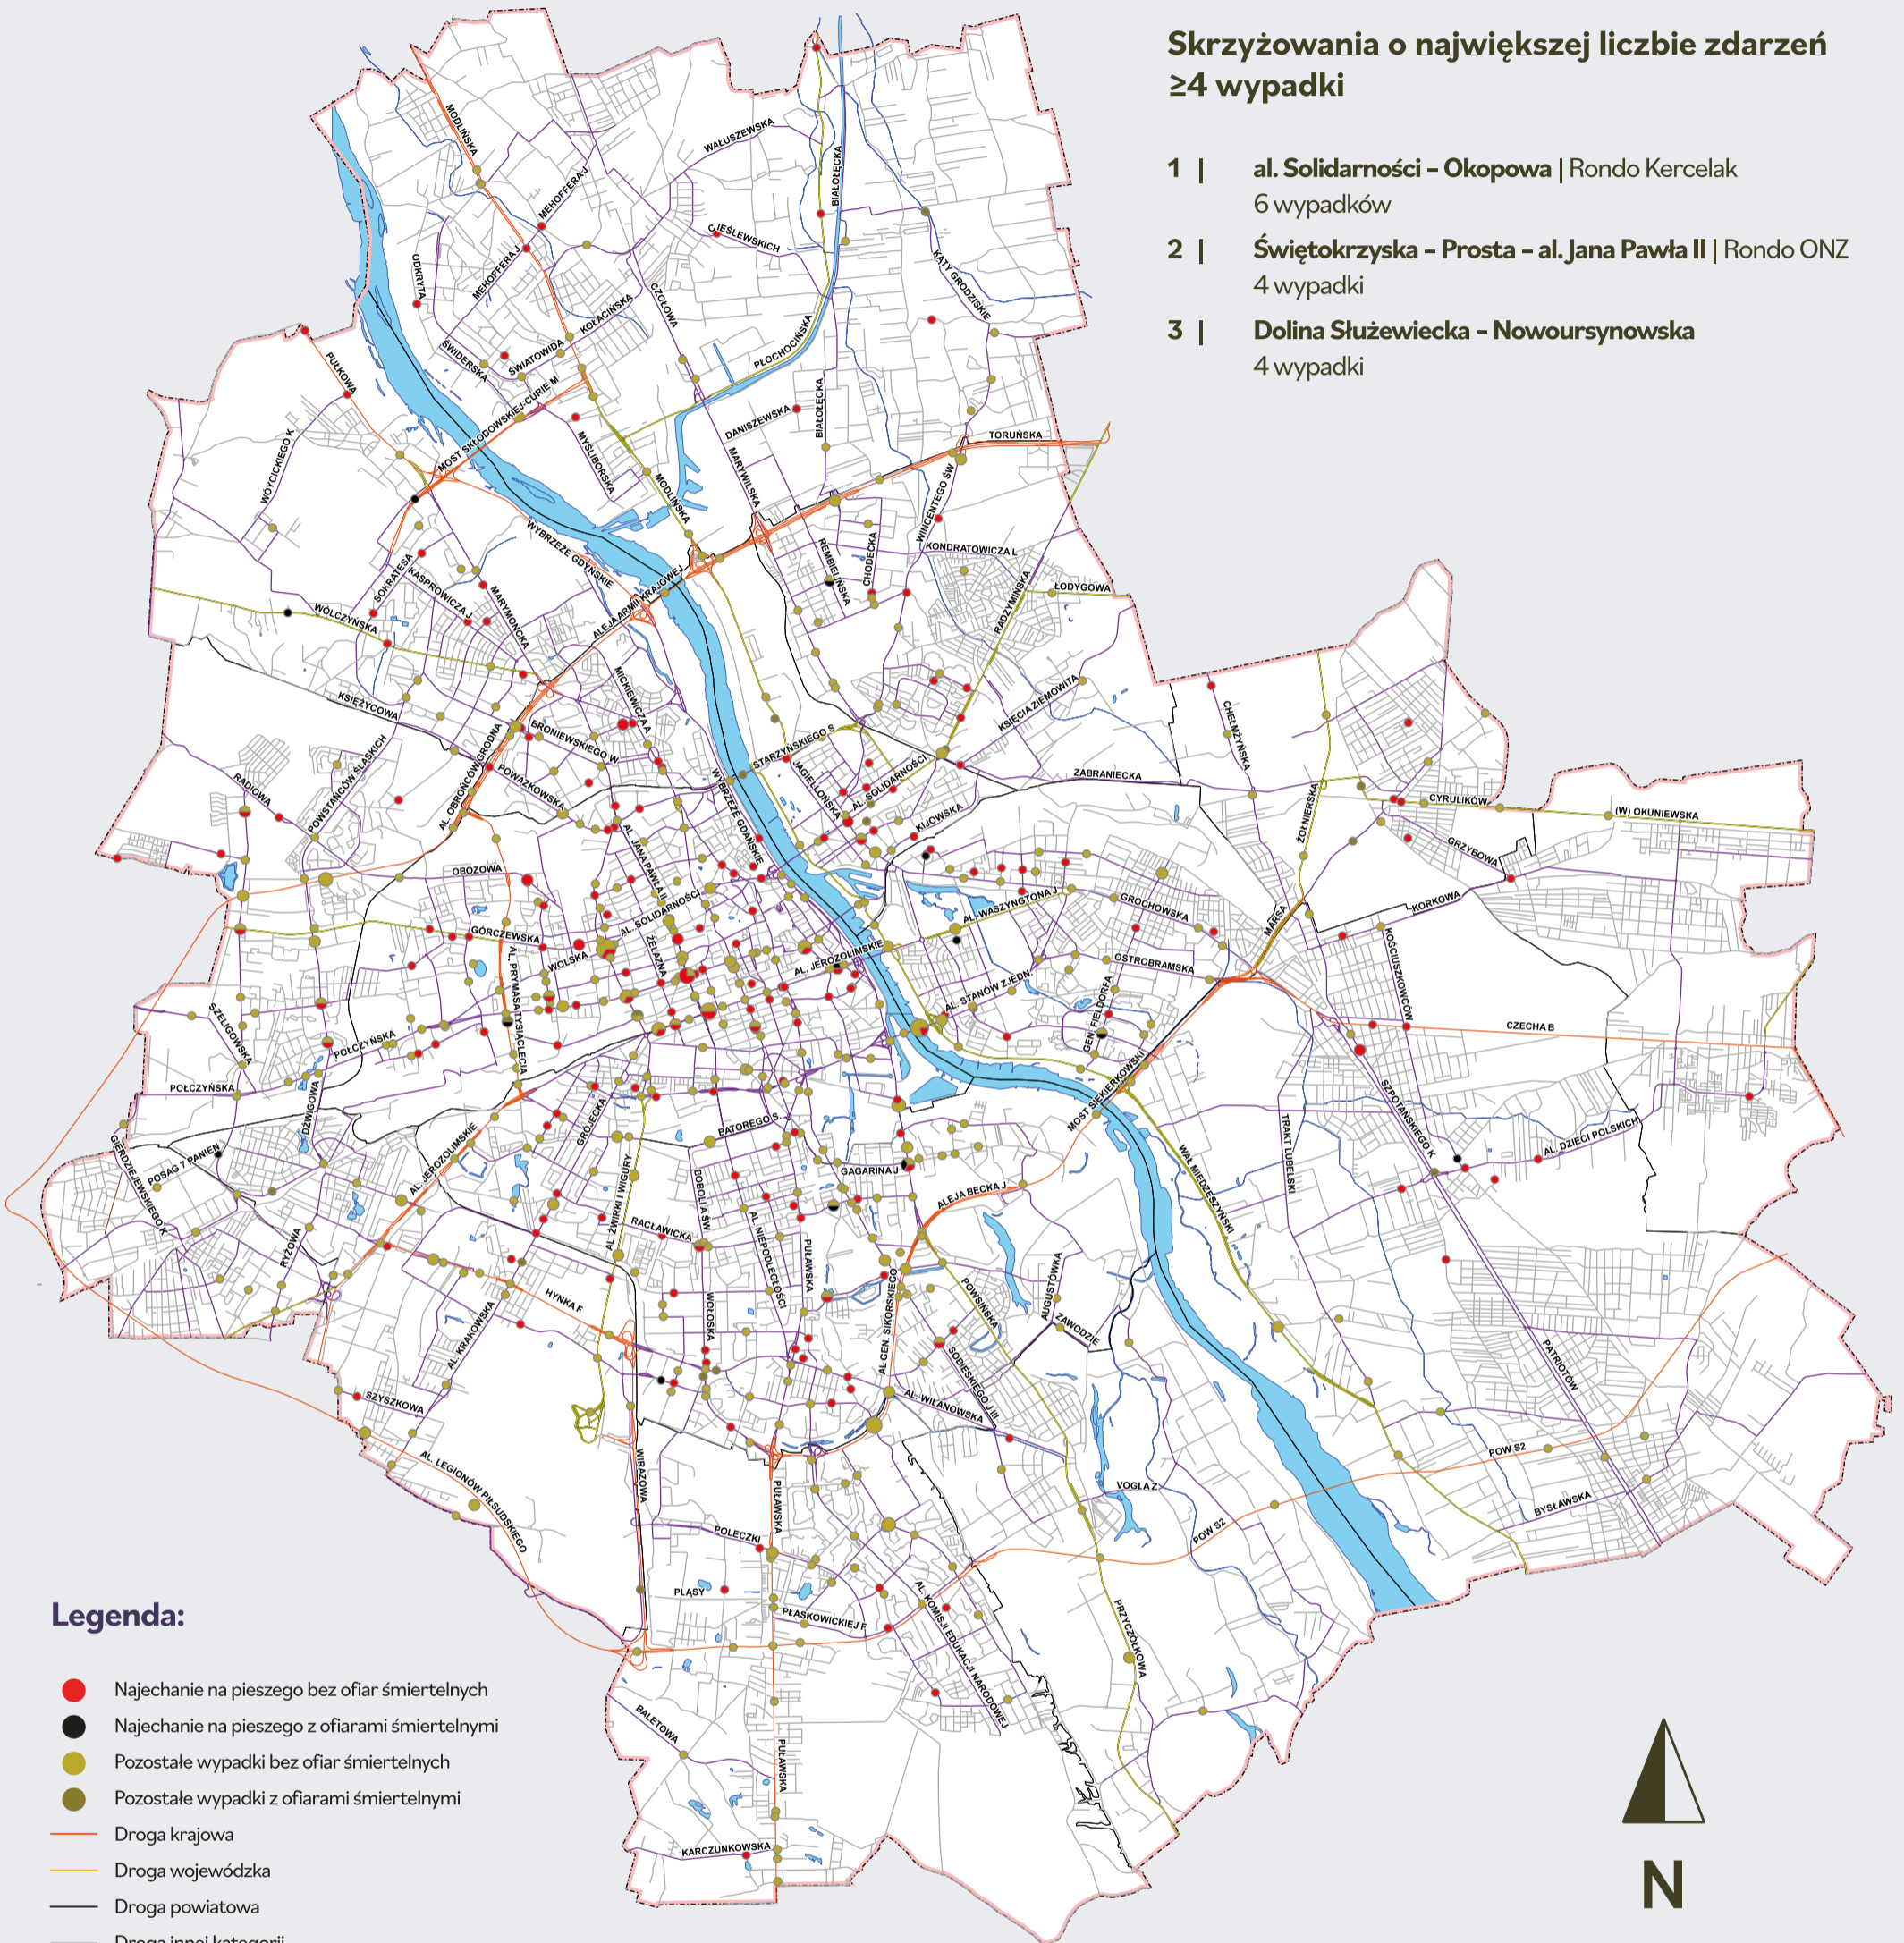 Skrzyżowania o największej liczbie zdarzeń
≥4 wypadki
1 | al. Solidarności – Okopowa | Rondo Kercelak
6 wypadków
2 | Świętokrzyska – Prosta – al. Jana Pawła II | Rondo ONZ
4 wypadki
3 | Dolina Służewiecka – Nowoursynowska
4 wypadki
MODLIŃSKA
WAŁUSZEWSKA
BIAŁOŁĘCKA
MEHOFFERA J
CIEŚLEWSKICH
ODKRYTA
MEHOFFERA J
KĄTY GRODZISKIE
CZOŁOWA
KOŁACIŃSKA
PŁOCHOCIŃSKA
ŚWIDERSKA
ŚWIATOWIDA
PUŁKOWA
MOST SKŁODOWSKIEJ-CURIE M
BIAŁOŁĘCKA
DANISZEWSKA
TORUŃSKA
WÓYCICKIEGO K
MYŚLIBORSKA
MARYWILSKA
MODLIŃSKA
WINCENTEGO ŚW
WYBRZEŻE GDYŃSKIE
REMBIELIŃSKA
CHODECKA
KONDRATOWICZA L
SOKRATESA
KASPROWICZA J
MARYMONCKA
ALEJA ARMII KRAJOWEJ
RADZYMIŃSKA
ŁODYGOWA
WÓLCZYŃSKA
MICKIEWICZA A
KSIĘŻYCOWA
KSIĘCIA ZIEMOWITA
CHEŁMŻYŃSKA
BRONIEWSKIEGO W
STARZYŃSKIEGO S
POWSTAŃCÓW ŚLĄSKICH
AL. OBROŃCÓW GRODNA
POWĄZKOWSKA
WYBRZEŻE GDAŃSKIE
JAGIELLOŃSKA
AL. SOLIDARNOŚCI
ZABRANIECKA
RADIOWA
ŻOŁNIERSKA
CYRULIKÓW
(W) OKUNIEWSKA
KIJOWSKA
AL. JANA PAWŁA II
GRZYBOWA
OBOZOWA
AL. SOLIDARNOŚCI
AL. WASZYNGTONA J
GROCHOWSKA
KORKOWA
MARSA
GÓRCZEWSKA
WOLSKA
ŻELAZNA
AL. JEROZOLIMSKIE
OSTROBRAMSKA
KOŚCIUSZKOWCÓW
AL. PRYMASA TYSIĄCLECIA
AL. STANÓW ZJEDN.
GEN. FIELDORFA
SZELIGOWSKA
POŁCZYŃSKA
CZECHA B
POŁCZYŃSKA
DŹWIGOWA
MOST SIEKIERKOWSKI
SZPOTAŃSKIEGO K
GRÓJECKA
BATOREGO S
TRAKT LUBELSKI
AL. DZIECI POLSKICH
GIERDZIEJEWSKIEGO K
POSAG 7 PANIEN
AL. JEROZOLIMSKIE
AL. ŻWIRKI I WIGURY
BOBOLI A ŚW
GAGARINA J
WAŁ MIEDZESZYŃSKI
ALEJA BECKA J
RYŻOWA
RACŁAWICKA
AL. NIEPODLEGŁOŚCI
PUŁAWSKA
HYNKA F
AL. KRAKOWSKA
WOŁOSKA
AL GEN. SIKORSKIEGO
POWSIŃSKA
AUGUSTÓWKA
ZAWODZIE
SOBIESKIEGO J III
AL. WILANOWSKA
PATRIOTÓW
SZYSZKOWA
AL. LEGIONÓW PIŁSUDSKIEGO
WIRAŻOWA
PUŁAWSKA
VOGLA Z
POW S2
POW S2
BYSŁAWSKA
POLECZKI
PLĄSY
PŁASKOWICKIEJ F
AL. KOMISJI EDUKACJI NARODOWEJ
PRZYCZÓŁKOWA
BALETOWA
PUŁAWSKA
KARCZUNKOWSKA
Legenda:
Najechanie na pieszego bez ofiar śmiertelnych
Najechanie na pieszego z ofiarami śmiertelnymi
Pozostałe wypadki bez ofiar śmiertelnych
Pozostałe wypadki z ofiarami śmiertelnymi
Droga krajowa
Droga wojewódzka
Droga powiatowa
Droga innej kategorii
N